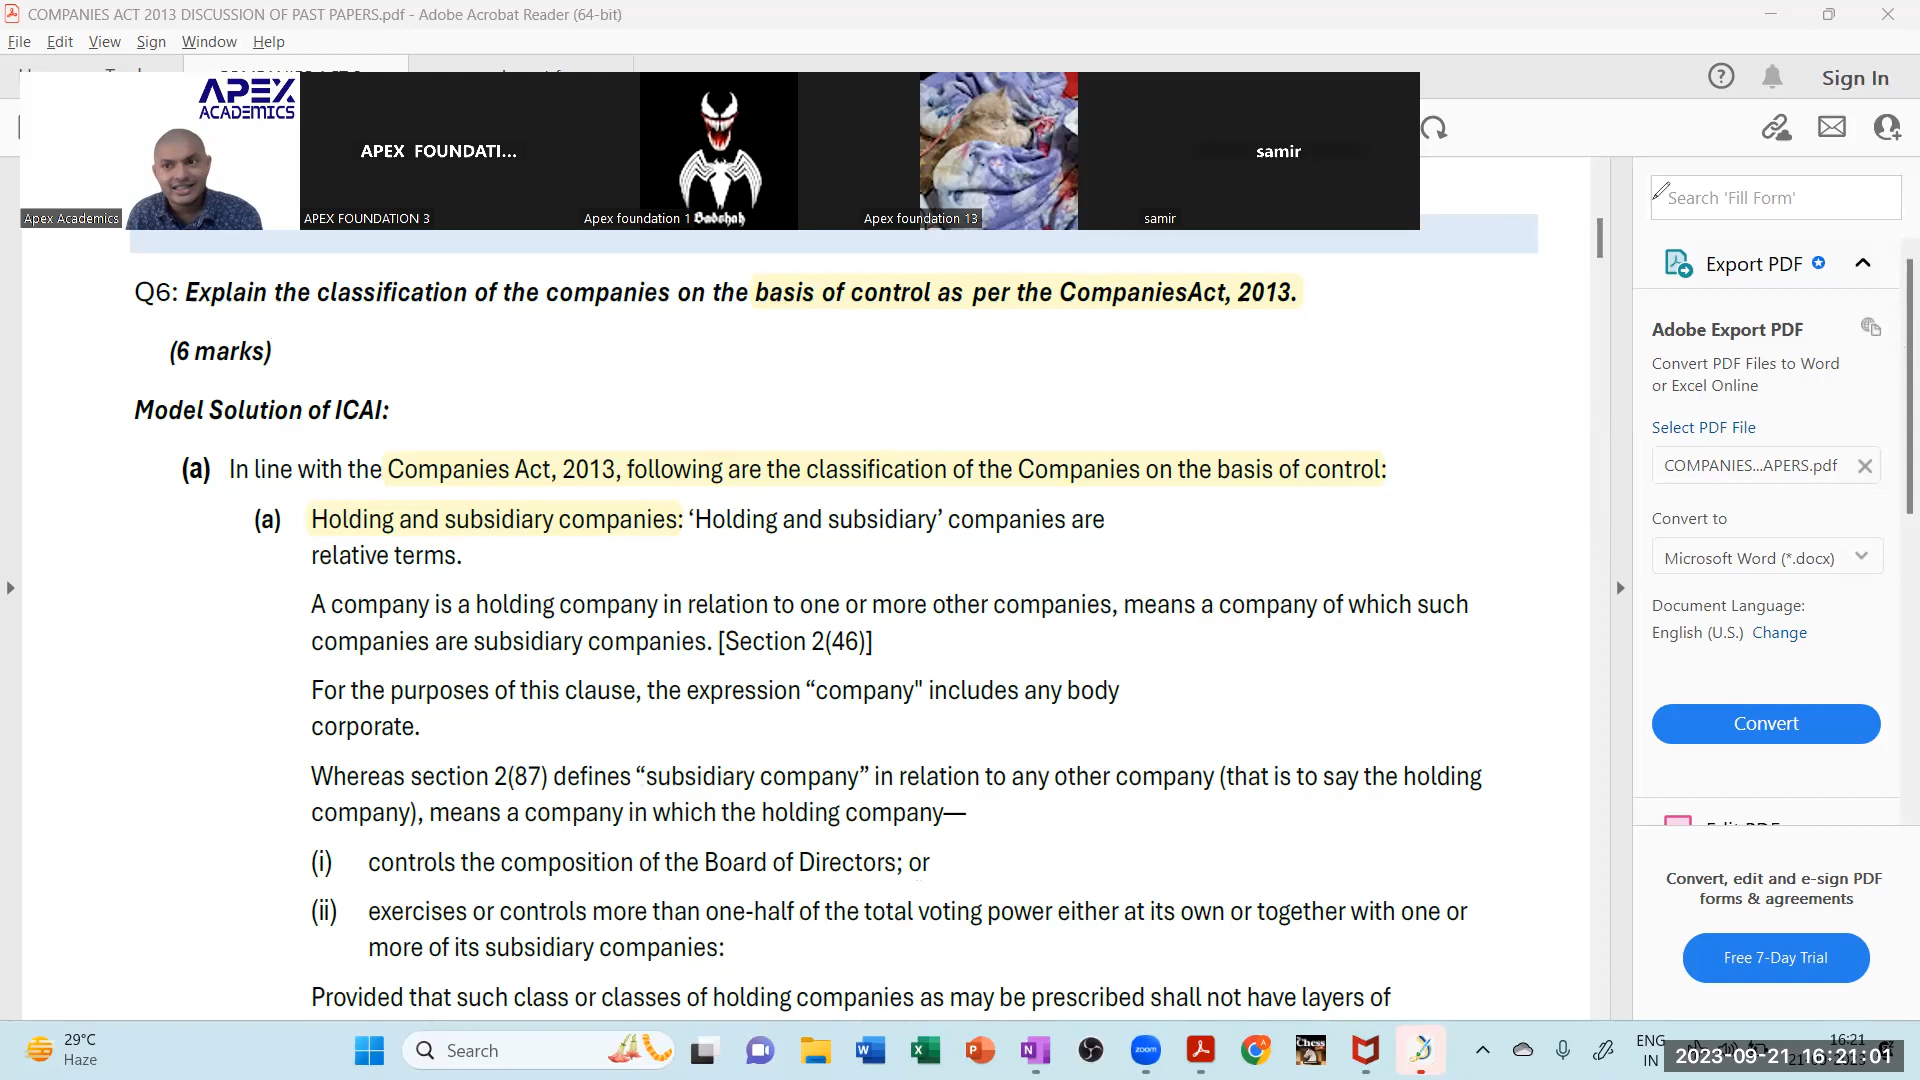 COMPANIES ACT 2013 DISCUSSION OF PAST PAPERS.pdf - Adobe Acrobat Reader (64-bit)
File Edit View Sign Window Help
Sign In
APEX
ACADEMICS
APEX FOUNDATI...
samir
Apex Academics
APEX FOUNDATION 3
Apex foundation 1
Badshah
Apex foundation 13
samir
Search 'Fill Form'
Q6: Explain the classification of the companies on the basis of control as per the CompaniesAct, 2013.
(6 marks)
Model Solution of ICAI:
(a) In line with the Companies Act, 2013, following are the classification of the Companies on the basis of control:
(a) Holding and subsidiary companies: ‘Holding and subsidiary’ companies are
relative terms.
A company is a holding company in relation to one or more other companies, means a company of which such
companies are subsidiary companies. [Section 2(46)]
For the purposes of this clause, the expression “company" includes any body
corporate.
Whereas section 2(87) defines “subsidiary company” in relation to any other company (that is to say the holding
company), means a company in which the holding company—
(i) controls the composition of the Board of Directors; or
(ii) exercises or controls more than one-half of the total voting power either at its own or together with one or
more of its subsidiary companies:
Provided that such class or classes of holding companies as may be prescribed shall not have layers of
Export PDF
Adobe Export PDF
Convert PDF Files to Word
or Excel Online
Select PDF File
COMPANIES...APERS.pdf
Convert to
Microsoft Word (*.docx)
Document Language:
English (U.S.) Change
Convert
Convert, edit and e-sign PDF
forms & agreements
Free 7-Day Trial
29°C
Haze
Search
zoom
Chess
ENG
IN
16:21
2023-09-21 16:21:01